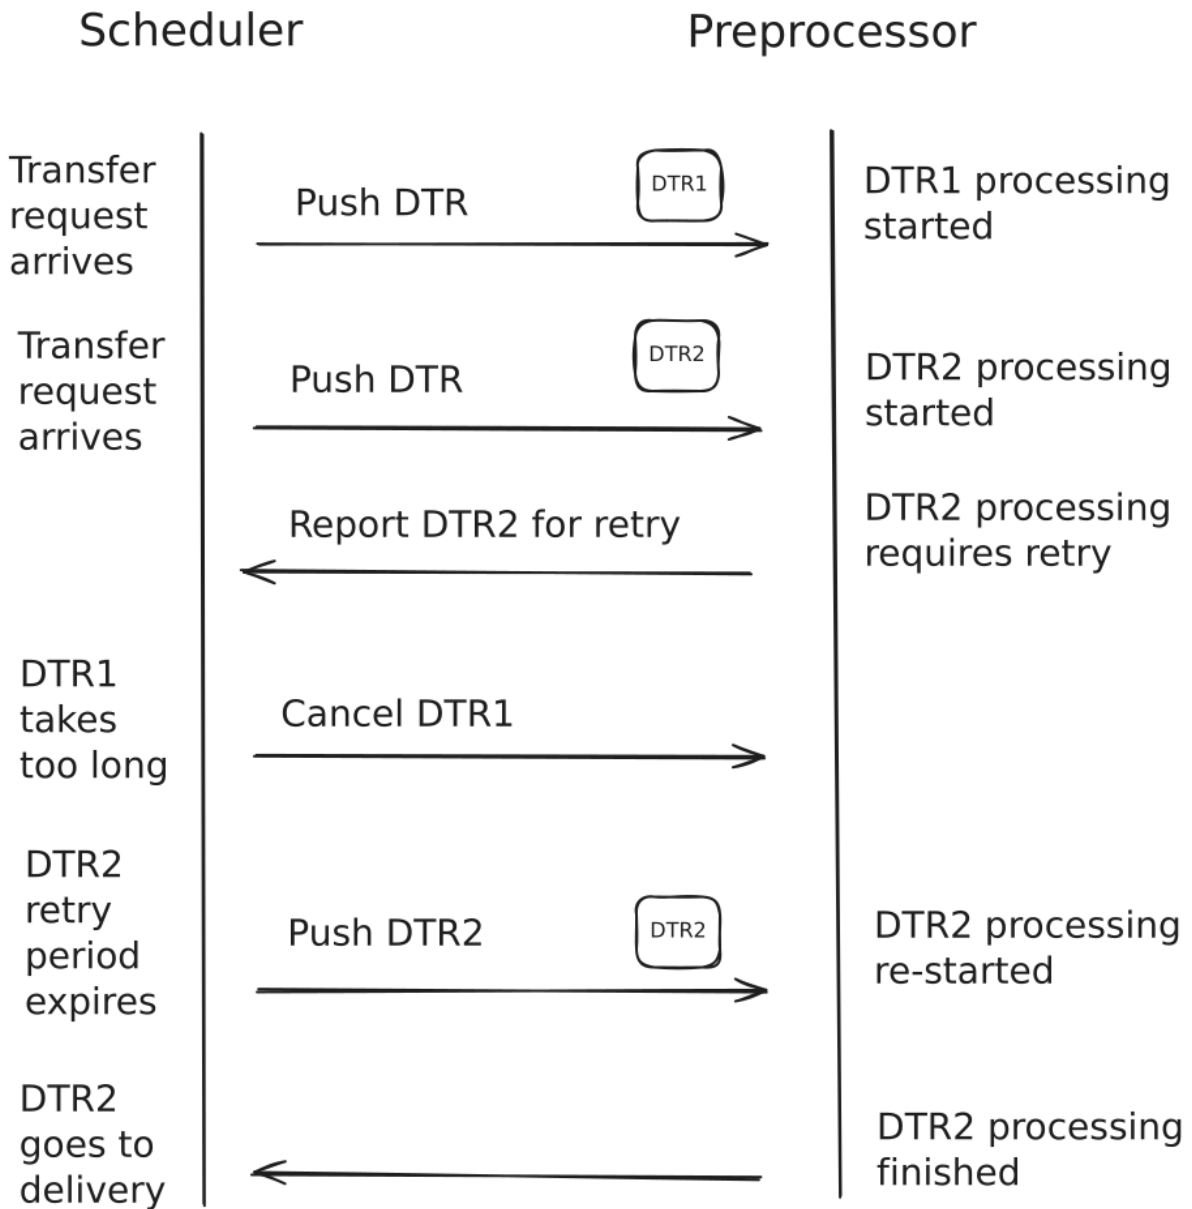 Scheduler
Preprocessor
Transfer
request
arrives
Push DTR
DTR1
DTR1 processing
started
Transfer
request
arrives
Push DTR
DTR2
DTR2 processing
started
Report DTR2 for retry
DTR2 processing
requires retry
DTR1
takes
too long
Cancel DTR1
DTR2
retry
period
expires
Push DTR2
DTR2
DTR2 processing
re-started
DTR2
goes to
delivery
DTR2 processing
finished